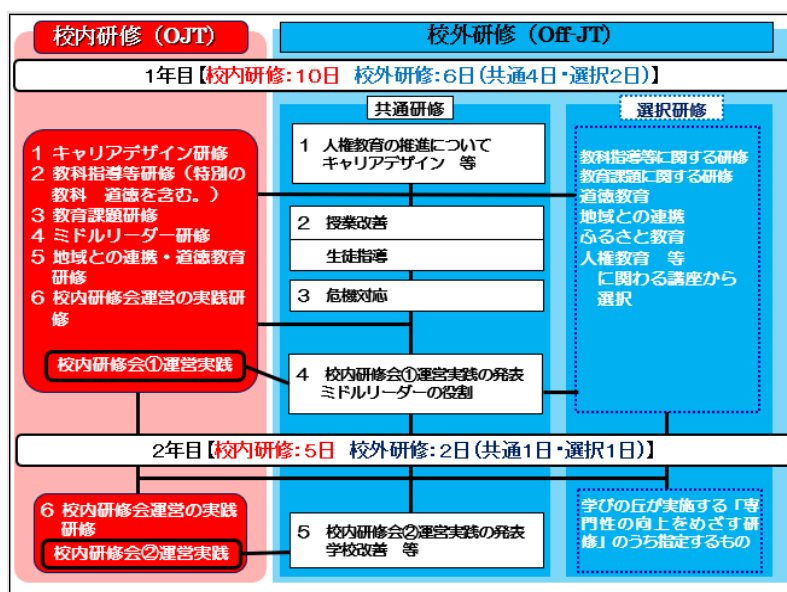 校内研修（OJT）
校外研修（Off-JT）
1年目【校内研修：10日　校外研修：6日（共通4日・選択2日）】
1 キャリアデザイン研修
2 教科指導等研修（特別の
教科　道徳を含む。）
3 教育課題研修
4 ミドルリーダー研修
5 地域との連携・道徳教育
研修
6 校内研修会運営の実践研
修
校内研修会①運営実践
共通研修
1 人権教育の推進について
キャリアデザイン　等
2 授業改善
生徒指導
3 危機対応
4 校内研修会①運営実践の発表
ミドルリーダーの役割
選択研修
教科指導等に関する研修
教育課題に関する研修
道徳教育
地域との連携
ふるさと教育
人権教育　等
に関わる講座から
選択
2年目【校内研修：5日　校外研修：2日（共通1日・選択1日）】
6 校内研修会運営の実践
研修
校内研修会②運営実践
5 校内研修会②運営実践の発表
学校改善　等
学びの丘が実施する「専
門性の向上をめざす研
修」のうち指定するもの